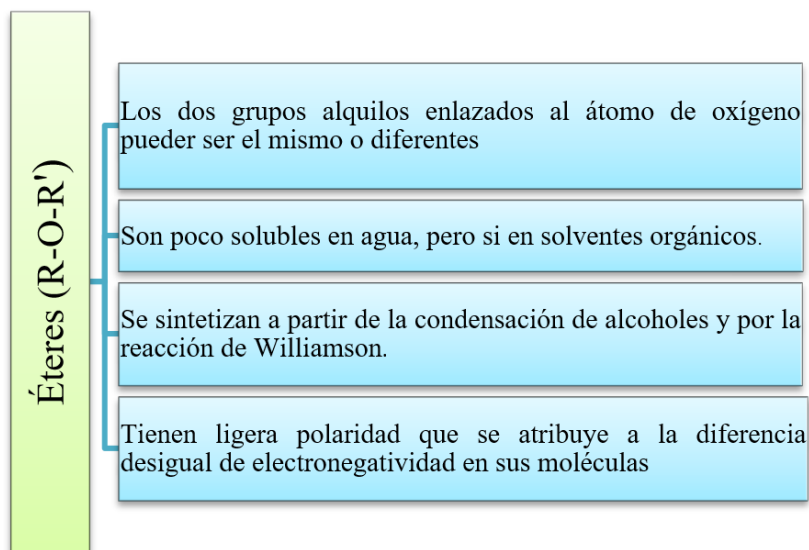 Éteres (R-O-R')
Los dos grupos alquilos enlazados al átomo de oxígeno
pueder ser el mismo o diferentes
Son poco solubles en agua, pero si en solventes orgánicos.
Se sintetizan a partir de la condensación de alcoholes y por la
reacción de Williamson.
Tienen ligera polaridad que se atribuye a la diferencia
desigual de electronegatividad en sus moléculas